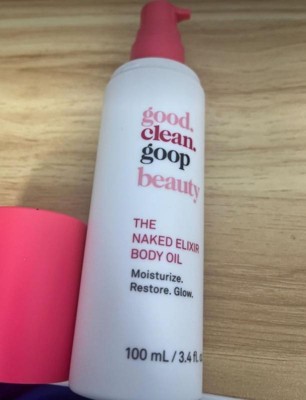 good.
clean.
goop
beauty
THE
NAKED ELIXIR
BODY OIL
Moisturize.
Restore. Glow.
100 mL / 3.4 fl.